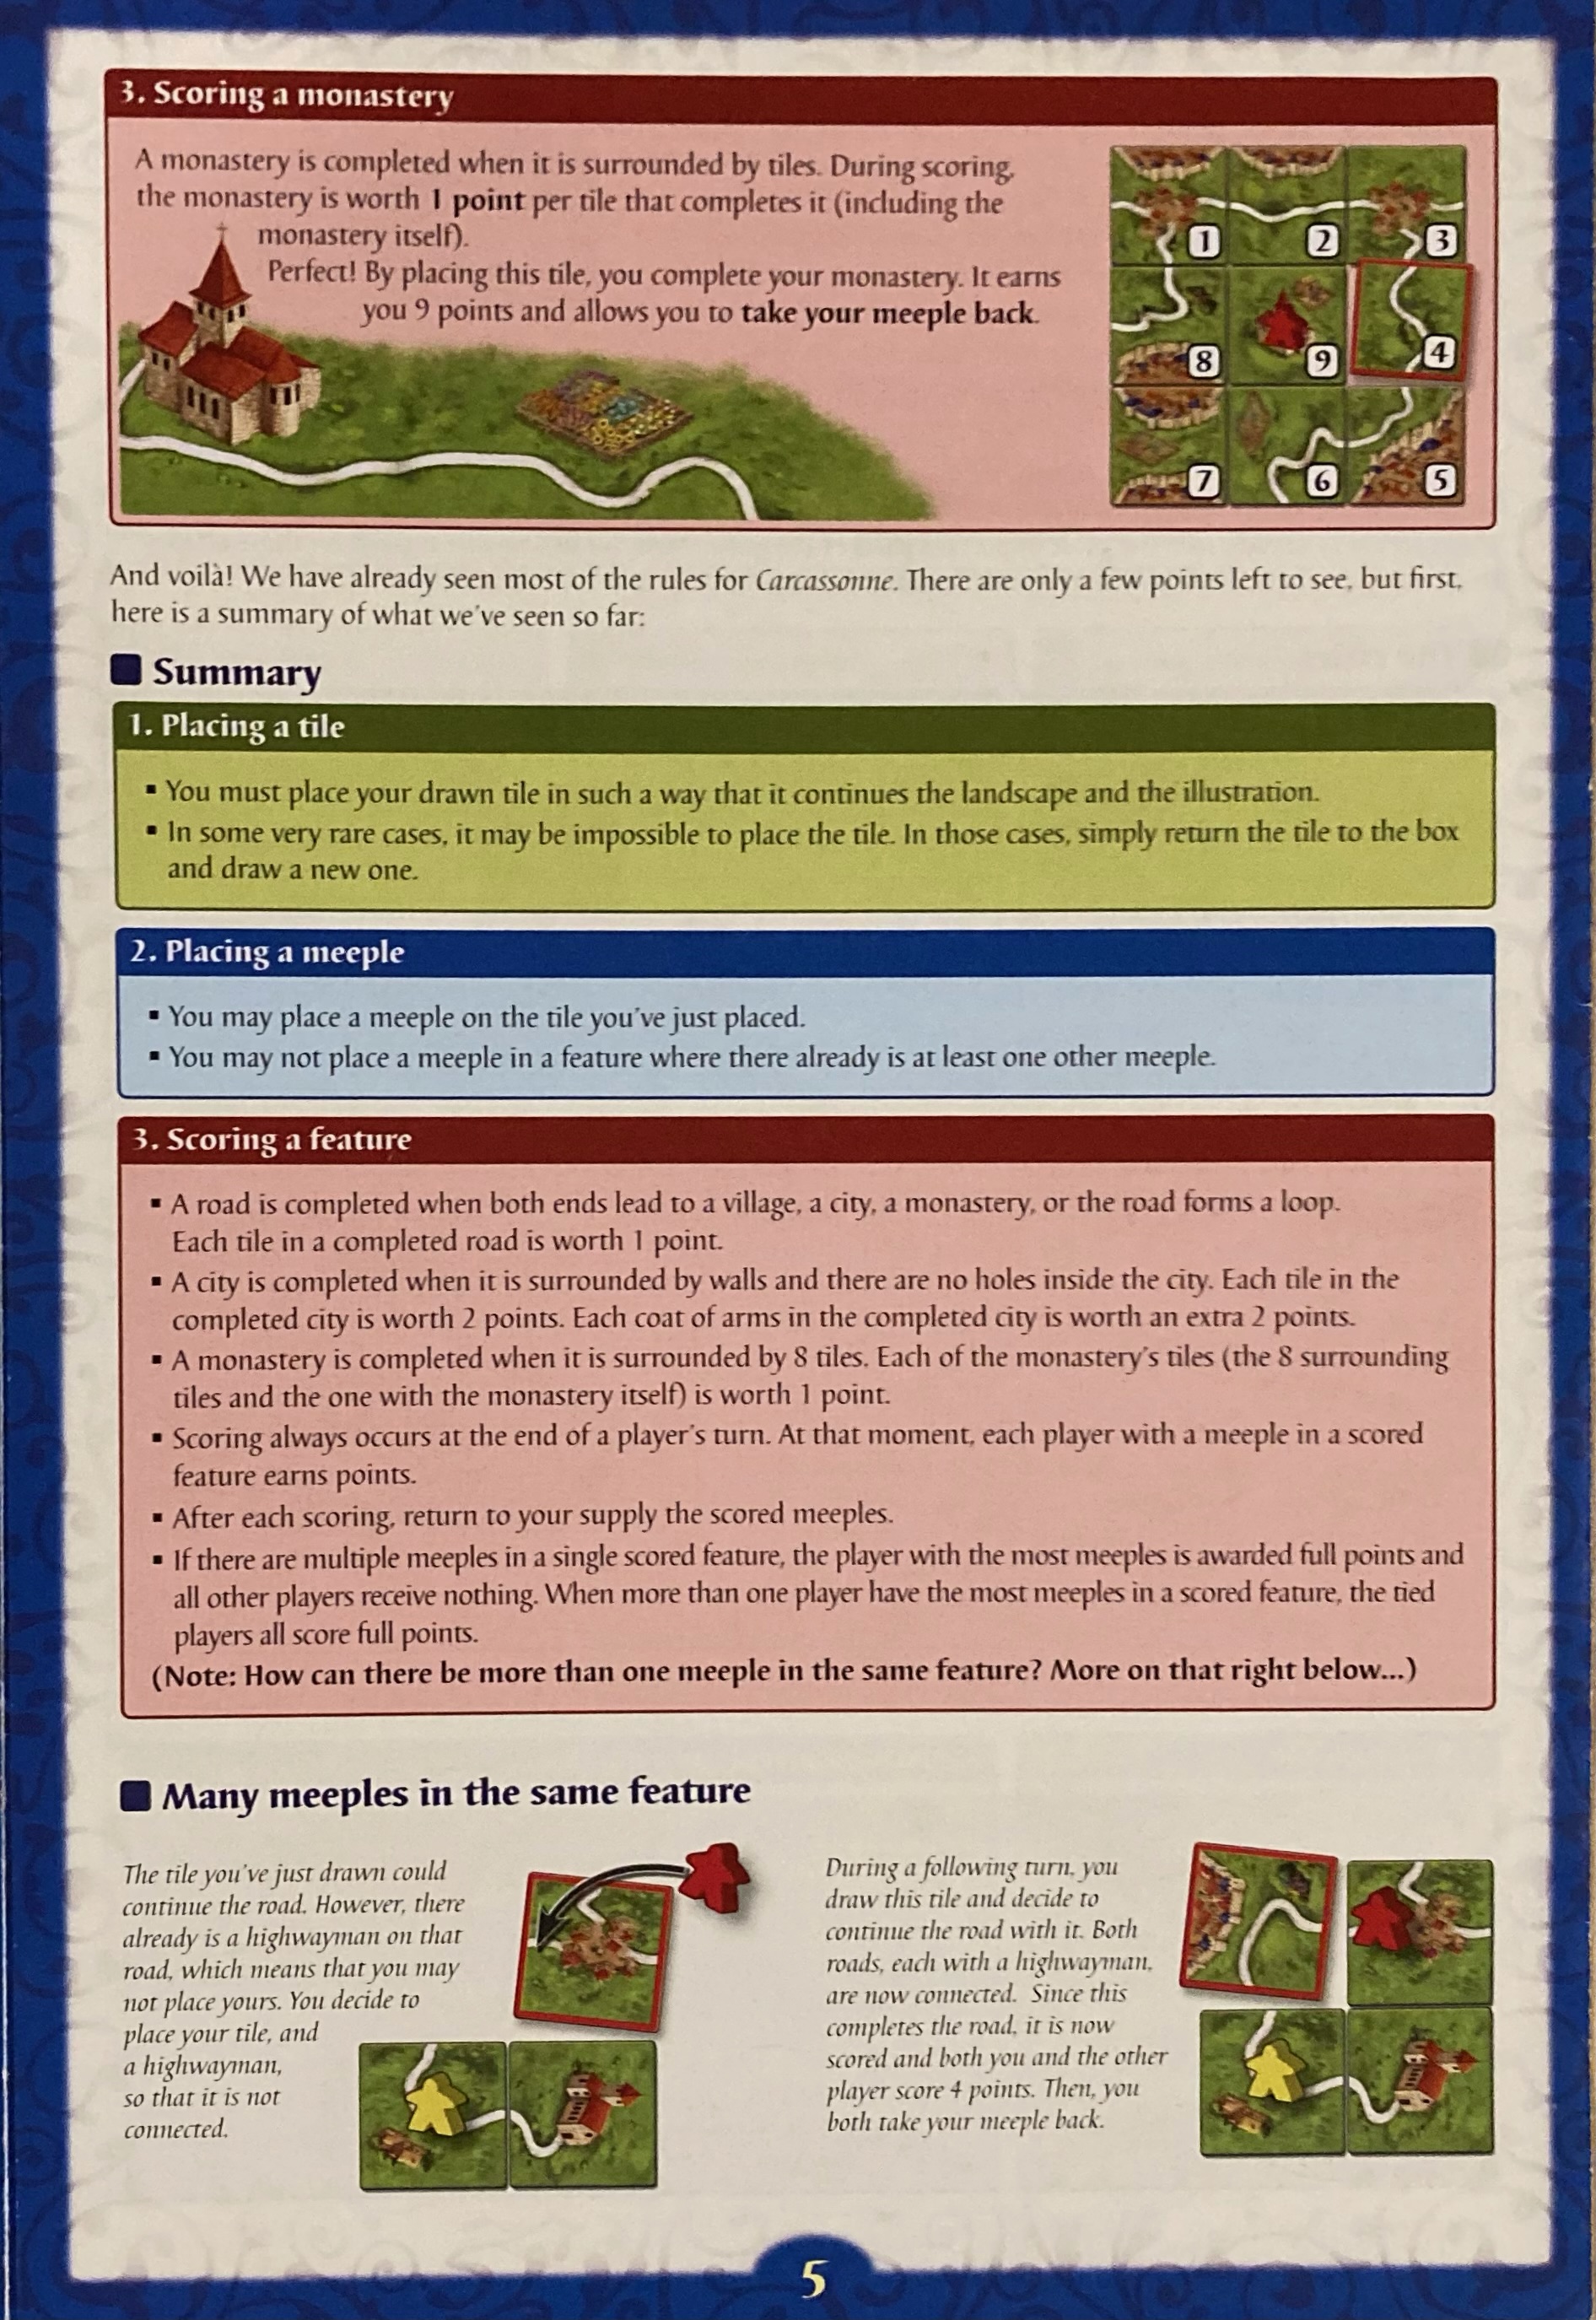 3. Scoring a monastery
A monastery is completed when it is surrounded by tiles. During scoring,
the monastery is worth 1 point per tile that completes it (including the
monastery itself).
Perfect! By placing this tile, you complete your monastery. It earns
you 9 points and allows you to take your meeple back.
1
2
3
8
9
4
7
6
5
And voilà! We have already seen most of the rules for Carcassonne. There are only a few points left to see, but first,
here is a summary of what we've seen so far:
■ Summary
1. Placing a tile
▪ You must place your drawn tile in such a way that it continues the landscape and the illustration.
▪ In some very rare cases, it may be impossible to place the tile. In those cases, simply return the tile to the box
and draw a new one.
2. Placing a meeple
▪ You may place a meeple on the tile you've just placed.
▪ You may not place a meeple in a feature where there already is at least one other meeple.
3. Scoring a feature
▪ A road is completed when both ends lead to a village, a city, a monastery, or the road forms a loop.
Each tile in a completed road is worth 1 point.
▪ A city is completed when it is surrounded by walls and there are no holes inside the city. Each tile in the
completed city is worth 2 points. Each coat of arms in the completed city is worth an extra 2 points.
▪ A monastery is completed when it is surrounded by 8 tiles. Each of the monastery's tiles (the 8 surrounding
tiles and the one with the monastery itself) is worth 1 point.
▪ Scoring always occurs at the end of a player's turn. At that moment, each player with a meeple in a scored
feature earns points.
▪ After each scoring, return to your supply the scored meeples.
▪ If there are multiple meeples in a single scored feature, the player with the most meeples is awarded full points and
all other players receive nothing. When more than one player have the most meeples in a scored feature, the tied
players all score full points.
(Note: How can there be more than one meeple in the same feature? More on that right below...)
■ Many meeples in the same feature
The tile you've just drawn could
continue the road. However, there
already is a highwayman on that
road, which means that you may
not place yours. You decide to
place your tile, and
a highwayman,
so that it is not
connected.
During a following turn, you
draw this tile and decide to
continue the road with it. Both
roads, each with a highwayman,
are now connected. Since this
completes the road, it is now
scored and both you and the other
player score 4 points. Then, you
both take your meeple back.
5